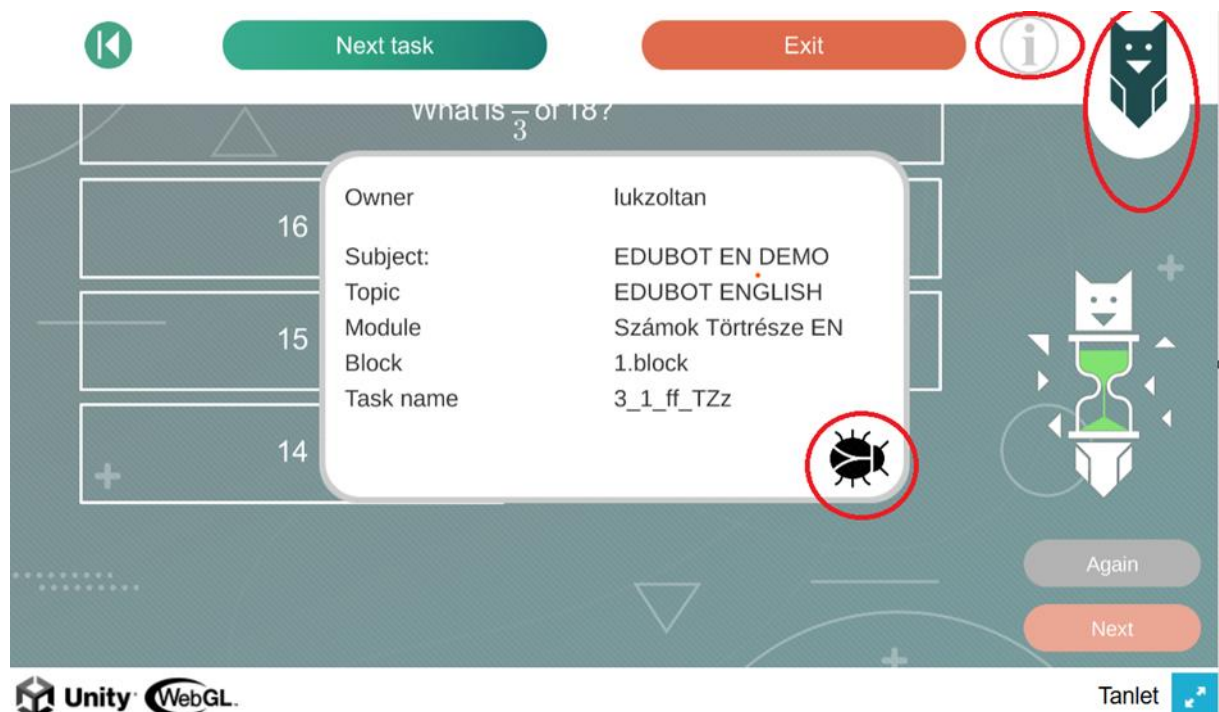 Next task
Exit
i
What is — of 18?
3
16
15
14
Owner lukzoltan
Subject: EDUBOT EN DEMO
Topic EDUBOT ENGLISH
Module Számok Törtrésze EN
Block 1.block
Task name 3_1_ff_TZz
Again
Next
Unity WebGL.
Tanlet